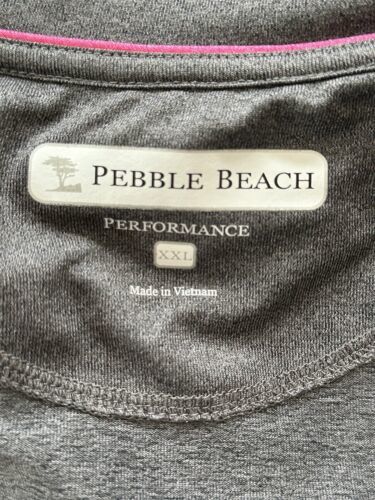 PEBBLE BEACH
PERFORMANCE
XXL
Made in Vietnam